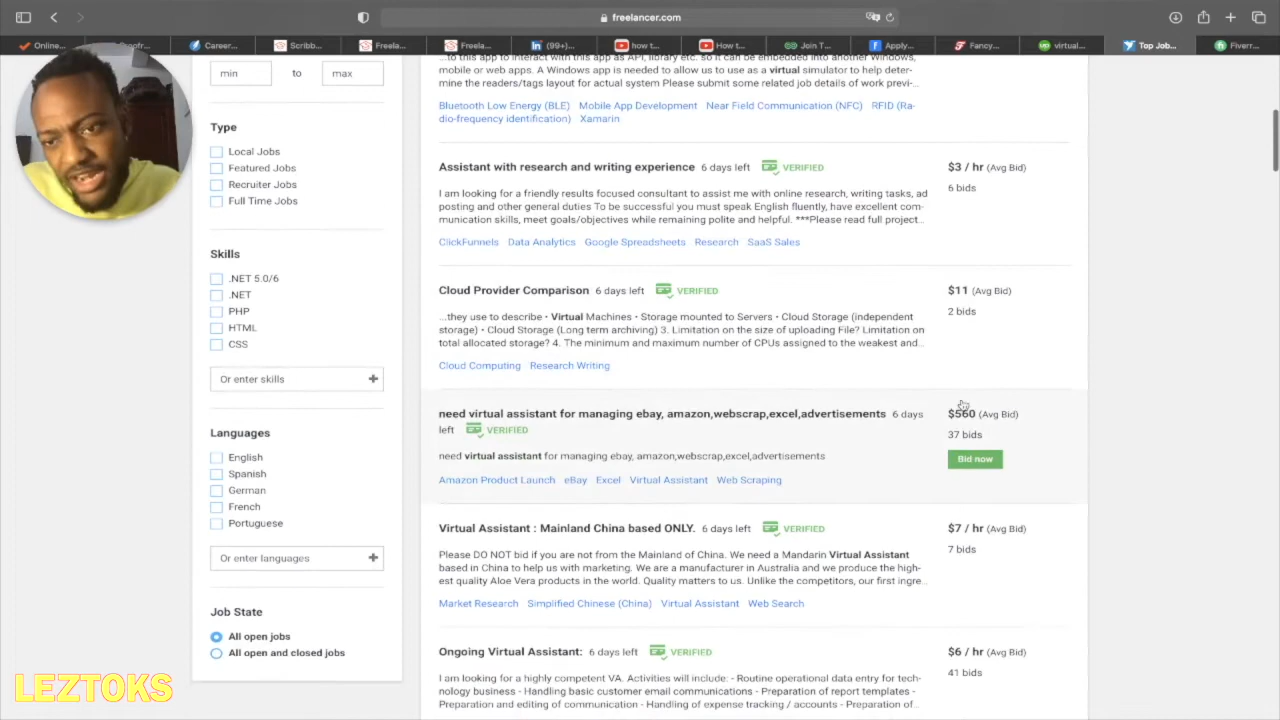 freelancer.com
Online...
Career...
Scribb...
Freela...
Freela...
(99+)...
how t...
How t...
Join T...
Apply...
Fancy...
virtual...
Top Job...
Fiverr...
min to max
Type
Local Jobs
Featured Jobs
Recruiter Jobs
Full Time Jobs
Skills
.NET 5.0/6
.NET
PHP
HTML
CSS
Or enter skills
Languages
English
Spanish
German
French
Portuguese
Or enter languages
Job State
All open jobs
All open and closed jobs
...to this app to interact with this app as API, library etc. so it can be embedded into another Windows,
mobile or web apps. A Windows app is needed to allow us to use as a virtual simulator to help deter-
mine the readers/tags layout for actual system Please submit some related job details of work previ-...
Bluetooth Low Energy (BLE) Mobile App Development Near Field Communication (NFC) RFID (Ra-
dio-frequency identification) Xamarin
Assistant with research and writing experience 6 days left VERIFIED
$3 / hr (Avg Bid)
6 bids
I am looking for a friendly results focused consultant to assist me with online research, writing tasks, ad
posting and other general duties To be successful you must speak English fluently, have excellent com-
munication skills, meet goals/objectives while remaining polite and helpful. ***Please read full project...
ClickFunnels Data Analytics Google Spreadsheets Research SaaS Sales
Cloud Provider Comparison 6 days left VERIFIED
$11 (Avg Bid)
2 bids
...they use to describe • Virtual Machines • Storage mounted to Servers • Cloud Storage (independent
storage) • Cloud Storage (Long term archiving) 3. Limitation on the size of uploading File? Limitation on
total allocated storage? 4. The minimum and maximum number of CPUs assigned to the weakest and...
Cloud Computing Research Writing
need virtual assistant for managing ebay, amazon,webscrap,excel,advertisements 6 days
left VERIFIED
$560 (Avg Bid)
37 bids
Bid now
need virtual assistant for managing ebay, amazon,webscrap,excel,advertisements
Amazon Product Launch eBay Excel Virtual Assistant Web Scraping
Virtual Assistant : Mainland China based ONLY. 6 days left VERIFIED
$7 / hr (Avg Bid)
7 bids
Please DO NOT bid if you are not from the Mainland of China. We need a Mandarin Virtual Assistant
based in China to help us with marketing. We are a manufacturer in Australia and we produce the high-
est quality Aloe Vera products in the world. Quality matters to us. Unlike the competitors, our first ingre...
Market Research Simplified Chinese (China) Virtual Assistant Web Search
Ongoing Virtual Assistant: 6 days left VERIFIED
$6 / hr (Avg Bid)
41 bids
I am looking for a highly competent VA. Activities will include: - Routine operational data entry for tech-
nology business - Handling basic customer email communications - Preparation of report templates -
Preparation and editing of communication - Handling of expense tracking / accounts - Preparation of...
LEZTOKS